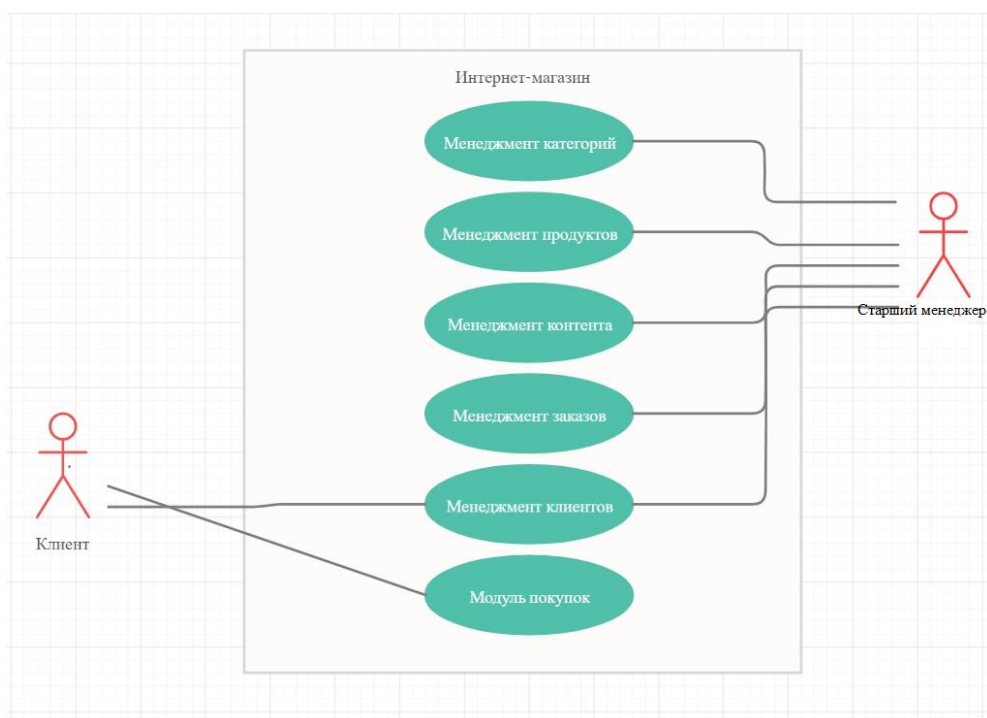 Интернет-магазин
Менеджмент категорий
Менеджмент продуктов
Менеджмент контента
Старший менеджер
Менеджмент заказов
Менеджмент клиентов
Клиент
Модуль покупок